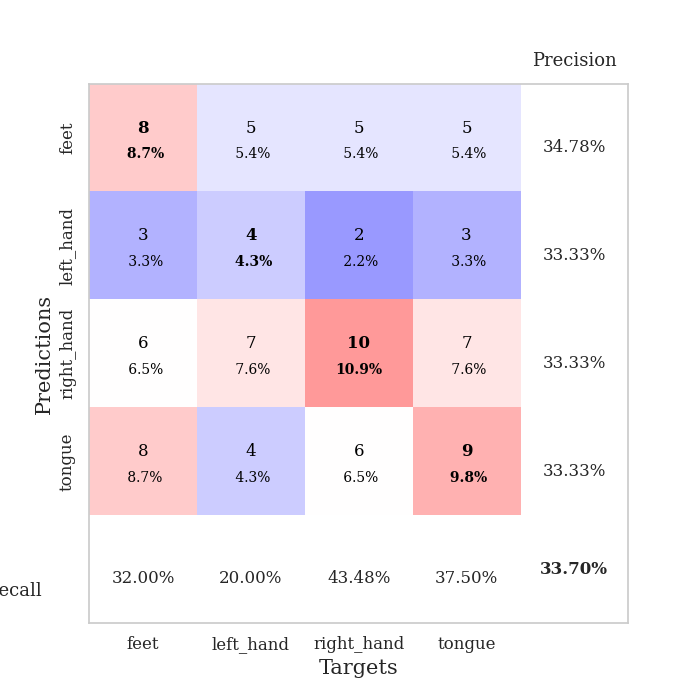 Precision
feet
8 5 5 5 34.78%
8.7% 5.4% 5.4% 5.4%
left_hand
3 4 2 3 33.33%
3.3% 4.3% 2.2% 3.3%
Predictions
right_hand
6 7 10 7 33.33%
6.5% 7.6% 10.9% 7.6%
tongue
8 4 6 9 33.33%
8.7% 4.3% 6.5% 9.8%
ecall 32.00% 20.00% 43.48% 37.50% 33.70%
feet left_hand right_hand tongue
Targets